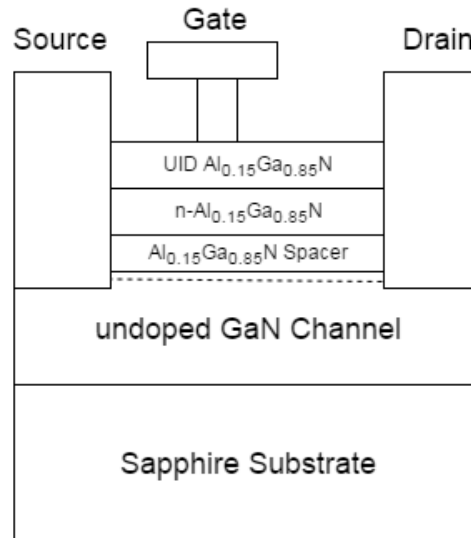 Gate
Source
Drain
UID Al₀.₁₅Ga₀.₈₅N
n-Al₀.₁₅Ga₀.₈₅N
Al₀.₁₅Ga₀.₈₅N Spacer
undoped GaN Channel
Sapphire Substrate